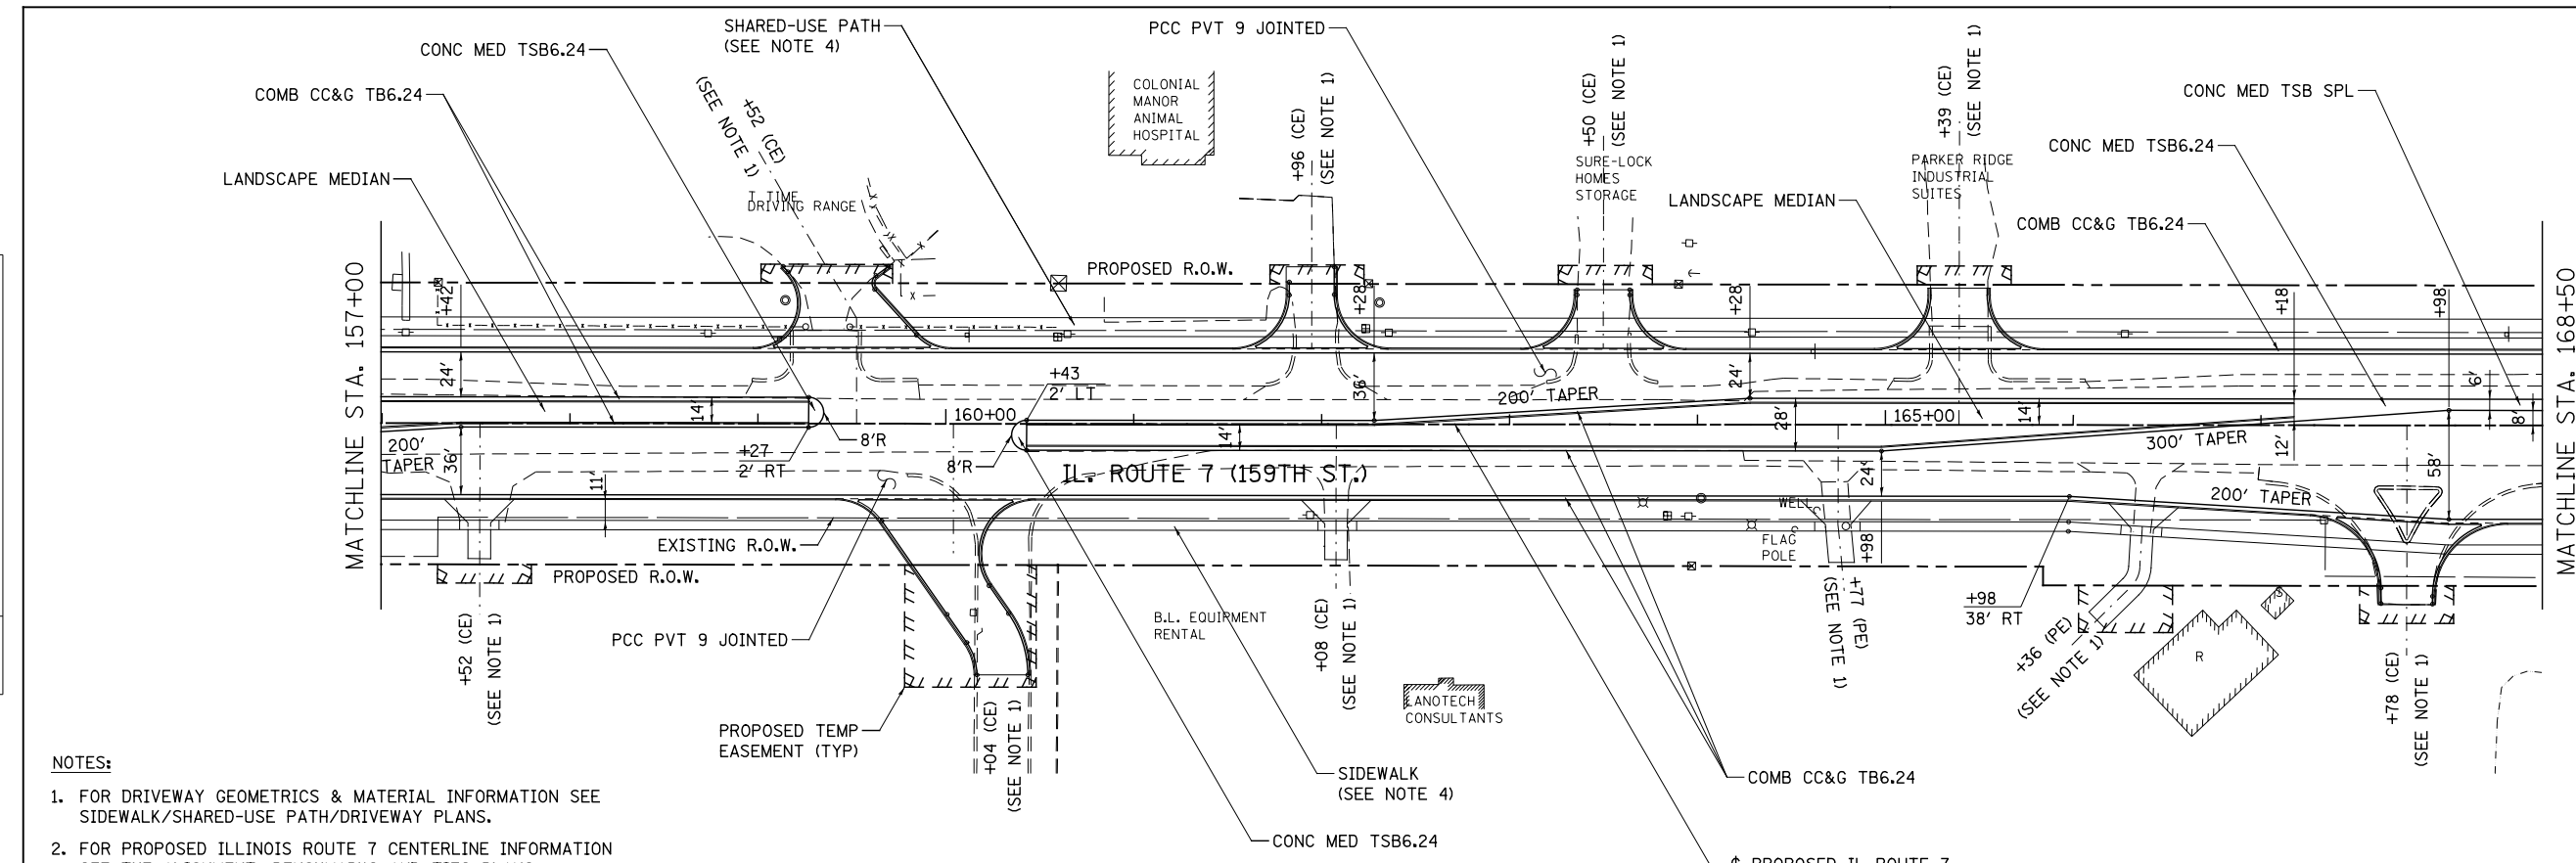 SHARED-USE PATH
(SEE NOTE 4)
PCC PVT 9 JOINTED
CONC MED TSB6.24
COMB CC&G TB6.24
LANDSCAPE MEDIAN
+52 (CE)
(SEE NOTE 1)
T TIME
DRIVING RANGE
COLONIAL
MANOR
ANIMAL
HOSPITAL
+96 (CE)
(SEE NOTE 1)
+50 (CE)
(SEE NOTE 1)
SURE-LOCK
HOMES
STORAGE
+39 (CE)
(SEE NOTE 1)
PARKER RIDGE
INDUSTRIAL
SUITES
LANDSCAPE MEDIAN
CONC MED TSB SPL
CONC MED TSB6.24
COMB CC&G TB6.24
MATCHLINE STA. 157+00
MATCHLINE STA. 168+50
PROPOSED R.O.W.
+42
+28
+28
+18
+98
24'
14'
+43
2' LT
36'
200' TAPER
24'
28'
14'
6'
8'
160+00
165+00
200'
TAPER
36'
+27
2' RT
8'R
8'R
14'
IL. ROUTE 7 (159TH ST.)
300' TAPER
12'
58'
24'
200' TAPER
11'
WELL
FLAG
POLE
+98
EXISTING R.O.W.
PROPOSED R.O.W.
+52 (CE)
(SEE NOTE 1)
PCC PVT 9 JOINTED
B.L. EQUIPMENT
RENTAL
+08 (CE)
(SEE NOTE 1)
+77 (PE)
(SEE NOTE 1)
+98
38' RT
+36 (PE)
(SEE NOTE 1)
R
S
+78 (CE)
(SEE NOTE 1)
LANOTECH
CONSULTANTS
PROPOSED TEMP
EASEMENT (TYP)
+04 (CE)
(SEE NOTE 1)
SIDEWALK
(SEE NOTE 4)
COMB CC&G TB6.24
CONC MED TSB6.24
PROPOSED IL ROUTE 7
NOTES:
1. FOR DRIVEWAY GEOMETRICS & MATERIAL INFORMATION SEE
SIDEWALK/SHARED-USE PATH/DRIVEWAY PLANS.
2. FOR PROPOSED ILLINOIS ROUTE 7 CENTERLINE INFORMATION